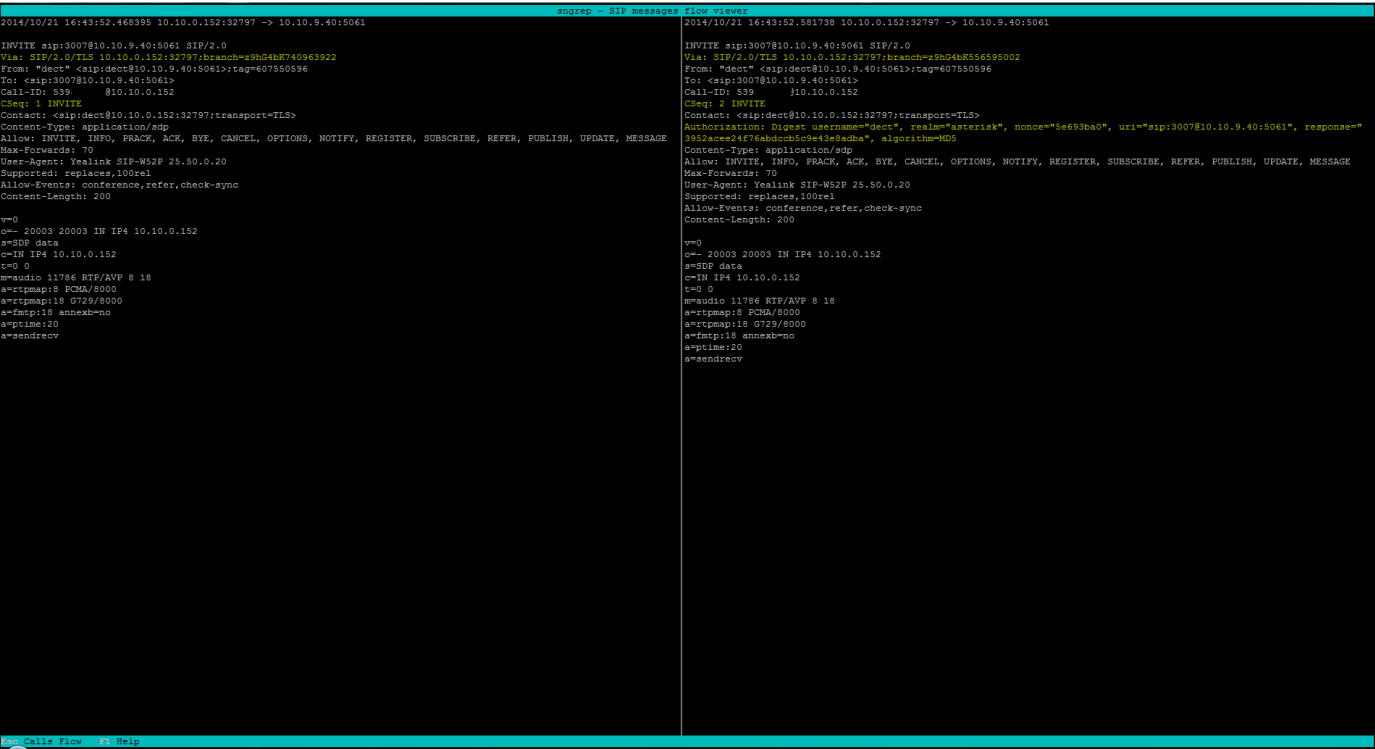 sngrep - SIP messages flow viewer
2014/10/21 16:43:52.468395 10.10.0.152:32797 -> 10.10.9.40:5061
INVITE sip:3007@10.10.9.40:5061 SIP/2.0
Via: SIP/2.0/TLS 10.10.0.152:32797;branch=z9hG4bK740963922
From: "dect" <sip:dect@10.10.9.40:5061>;tag=607550596
To: <sip:3007@10.10.9.40:5061>
Call-ID: 539 @10.10.0.152
CSeq: 1 INVITE
Contact: <sip:dect@10.10.0.152:32797;transport=TLS>
Content-Type: application/sdp
Allow: INVITE, INFO, PRACK, ACK, BYE, CANCEL, OPTIONS, NOTIFY, REGISTER, SUBSCRIBE, REFER, PUBLISH, UPDATE, MESSAGE
Max-Forwards: 70
User-Agent: Yealink SIP-W52P 25.50.0.20
Supported: replaces,100rel
Allow-Events: conference,refer,check-sync
Content-Length: 200
v=0
o=- 20003 20003 IN IP4 10.10.0.152
s=SDP data
c=IN IP4 10.10.0.152
t=0 0
m=audio 11786 RTP/AVP 8 18
a=rtpmap:8 PCMA/8000
a=rtpmap:18 G729/8000
a=fmtp:18 annexb=no
a=ptime:20
a=sendrecv
2014/10/21 16:43:52.581738 10.10.0.152:32797 -> 10.10.9.40:5061
INVITE sip:3007@10.10.9.40:5061 SIP/2.0
Via: SIP/2.0/TLS 10.10.0.152:32797;branch=z9hG4bK556595002
From: "dect" <sip:dect@10.10.9.40:5061>;tag=607550596
To: <sip:3007@10.10.9.40:5061>
Call-ID: 539 @10.10.0.152
CSeq: 2 INVITE
Contact: <sip:dect@10.10.0.152:32797;transport=TLS>
Authorization: Digest username="dect", realm="asterisk", nonce="5e693ba0", uri="sip:3007@10.10.9.40:5061", response="
3952acee24f76abdccb5c9e43e8adba", algorithm=MD5
Content-Type: application/sdp
Allow: INVITE, INFO, PRACK, ACK, BYE, CANCEL, OPTIONS, NOTIFY, REGISTER, SUBSCRIBE, REFER, PUBLISH, UPDATE, MESSAGE
Max-Forwards: 70
User-Agent: Yealink SIP-W52P 25.50.0.20
Supported: replaces,100rel
Allow-Events: conference,refer,check-sync
Content-Length: 200
v=0
o=- 20003 20003 IN IP4 10.10.0.152
s=SDP data
c=IN IP4 10.10.0.152
t=0 0
m=audio 11786 RTP/AVP 8 18
a=rtpmap:8 PCMA/8000
a=rtpmap:18 G729/8000
a=fmtp:18 annexb=no
a=ptime:20
a=sendrecv
Esc Calls Flow F1 Help